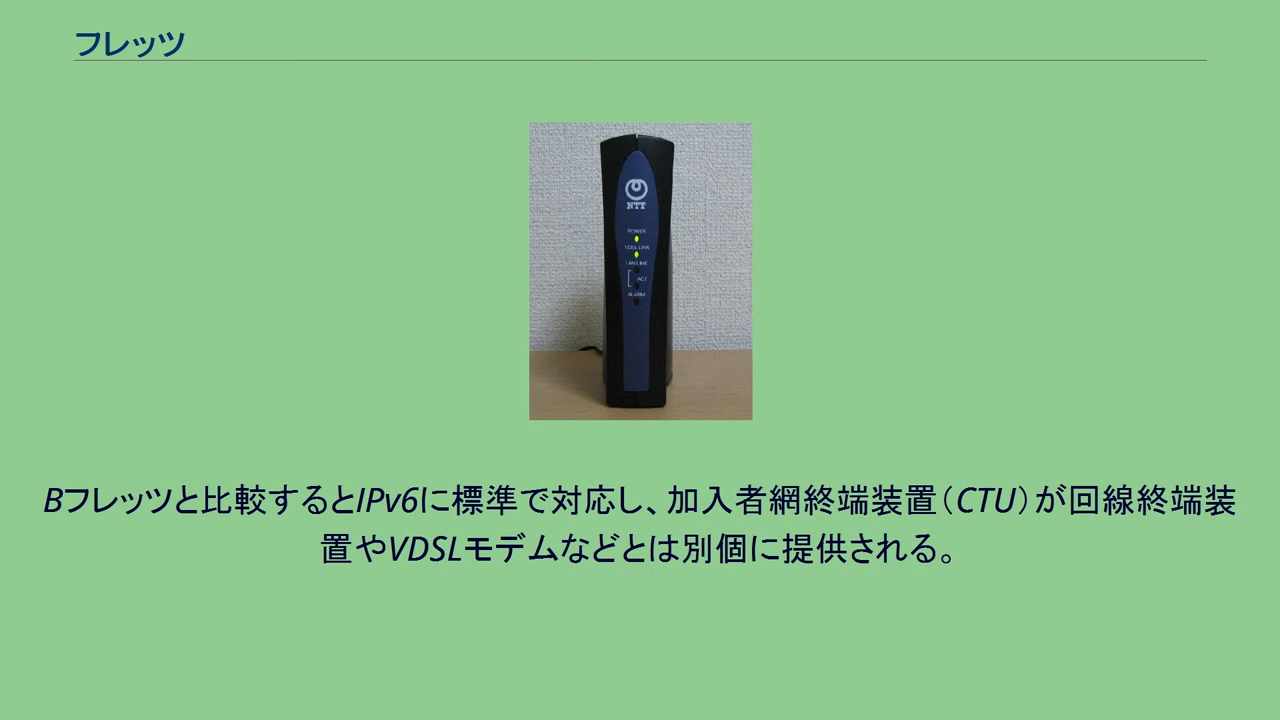 フレッツ
NTT
POWER
VDSL LINK
LAN LINK
ACT
ALARM
Bフレッツと比較するとIPv6に標準で対応し、加入者網終端装置（CTU）が回線終端装
置やVDSLモデムなどとは別個に提供される。